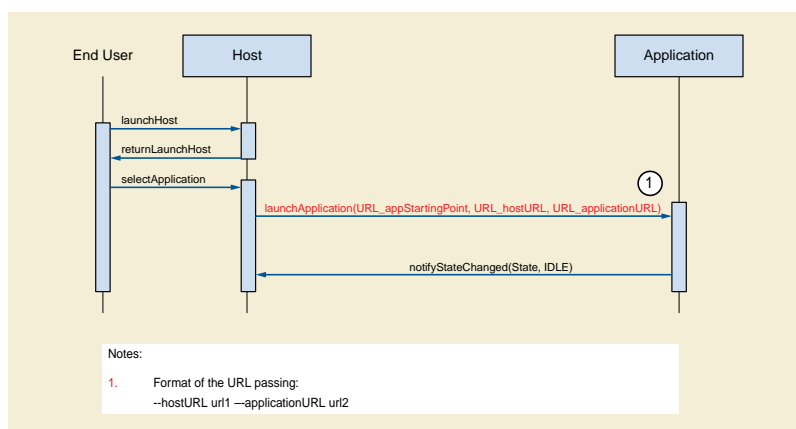 End User
Host
Application
launchHost
returnLaunchHost
selectApplication
1
launchApplication(URL_appStartingPoint, URL_hostURL, URL_applicationURL)
notifyStateChanged(State, IDLE)
Notes:
1. Format of the URL passing:
--hostURL url1 –-applicationURL url2